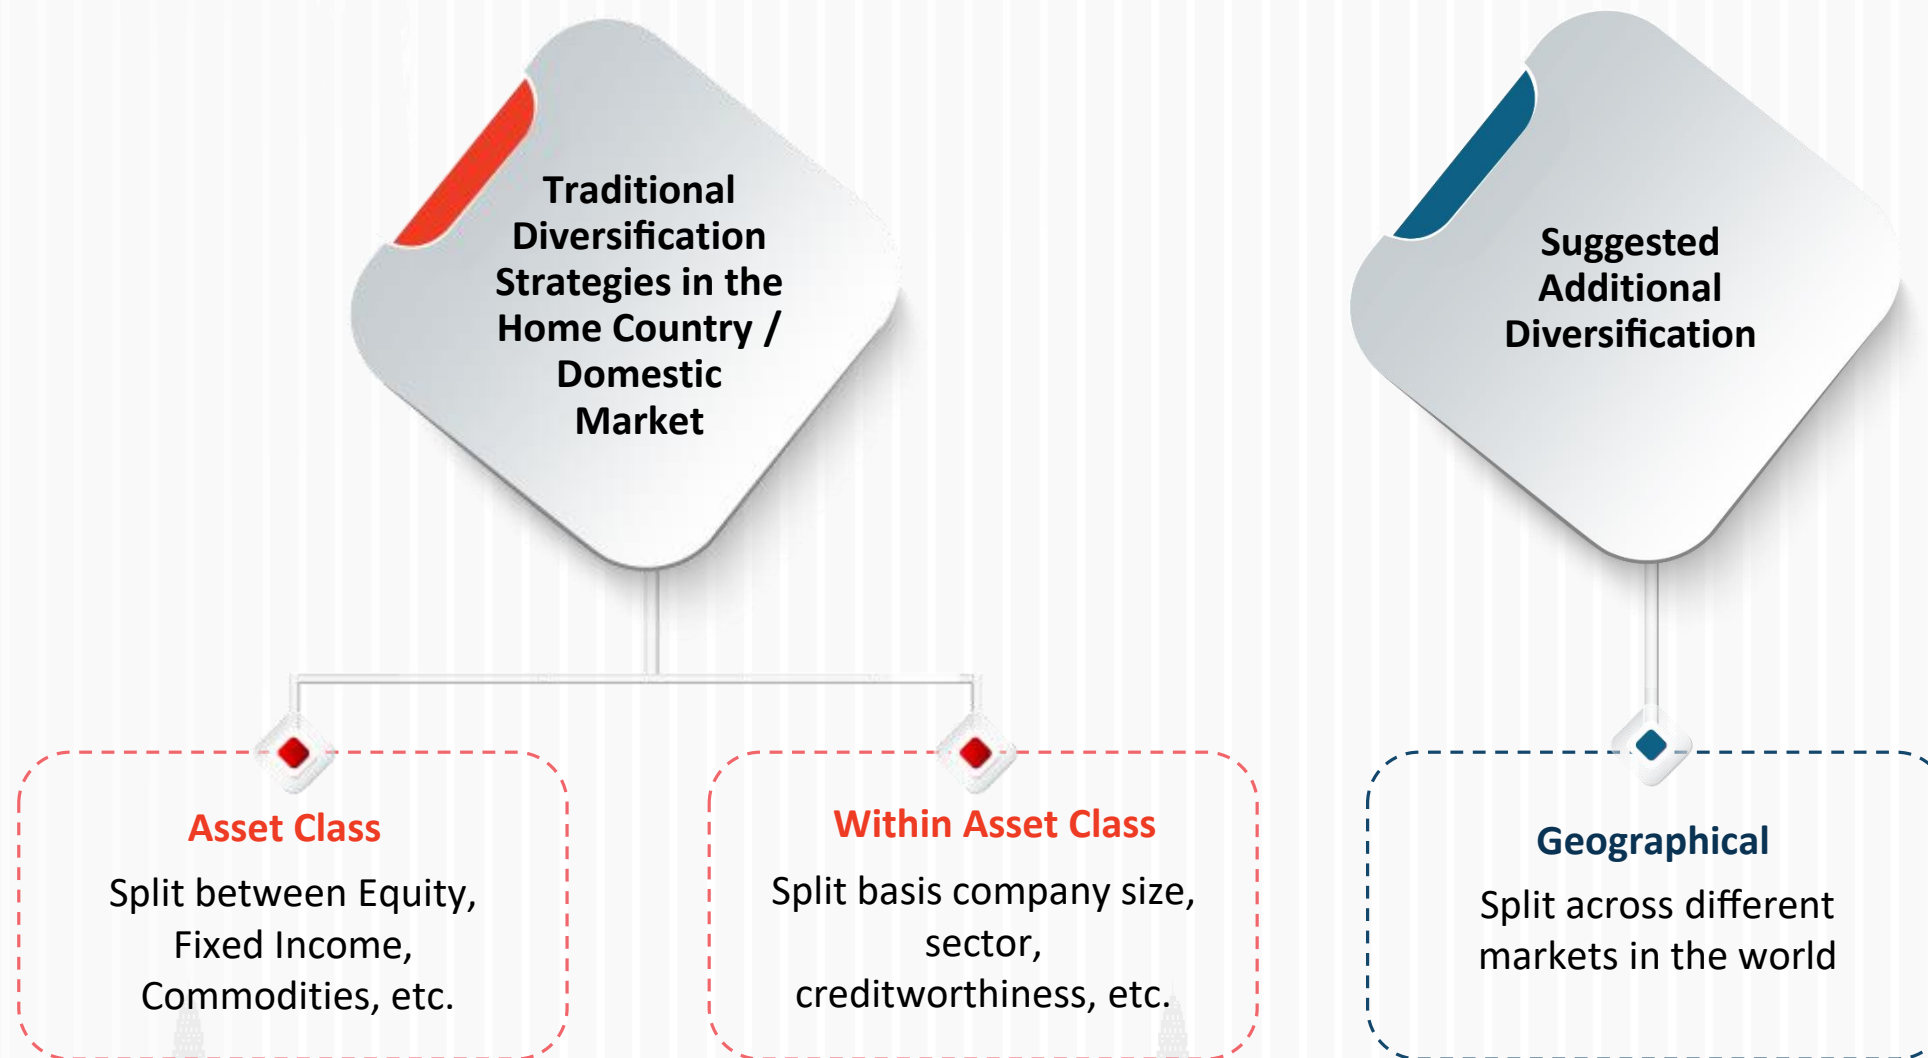 Traditional
Diversification
Strategies in the
Home Country /
Domestic
Market
Suggested
Additional
Diversification
Asset Class
Split between Equity,
Fixed Income,
Commodities, etc.
Within Asset Class
Split basis company size,
sector,
creditworthiness, etc.
Geographical
Split across different
markets in the world